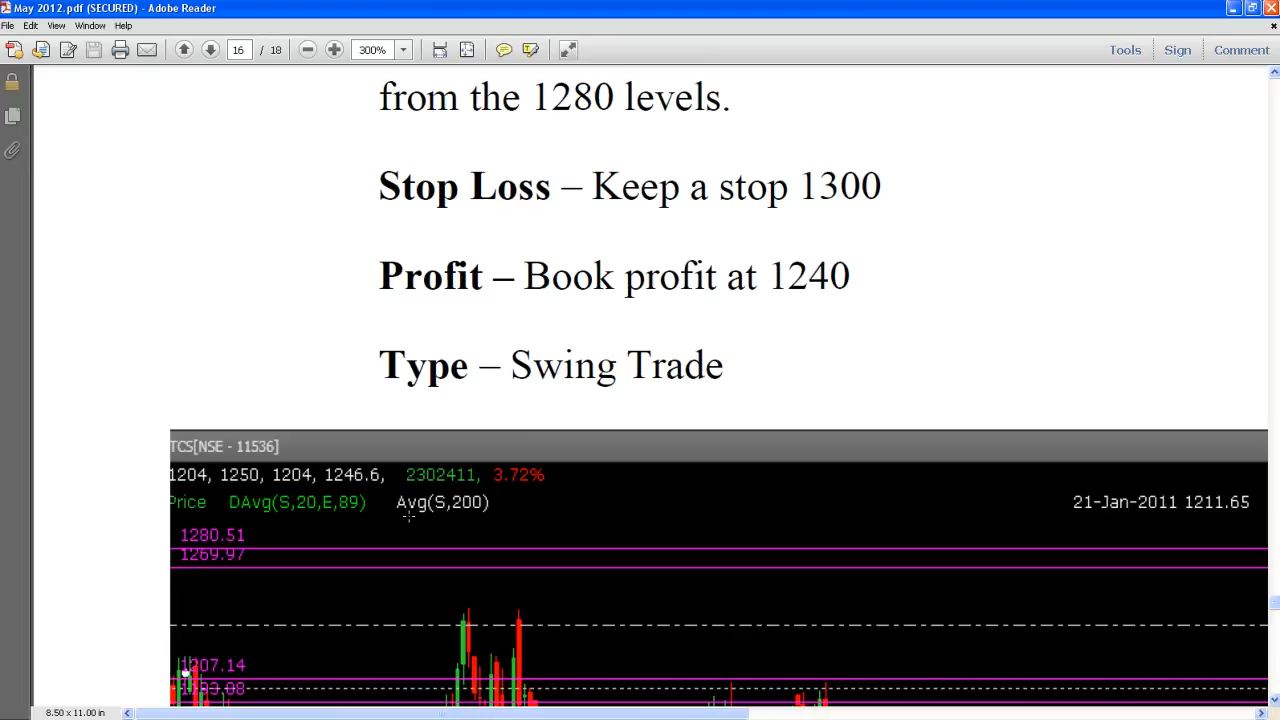 May 2012.pdf (SECURED) - Adobe Reader
File Edit View Window Help
16 / 18 300% Tools Sign Comment
from the 1280 levels.
Stop Loss – Keep a stop 1300
Profit – Book profit at 1240
Type – Swing Trade
TCS[NSE - 11536]
1204, 1250, 1204, 1246.6, 2302411, 3.72%
Price DAvg(S,20,E,89) Avg(S,200) 21-Jan-2011 1211.65
1280.51
1269.97
1207.14
1193.08
8.50 x 11.00 in